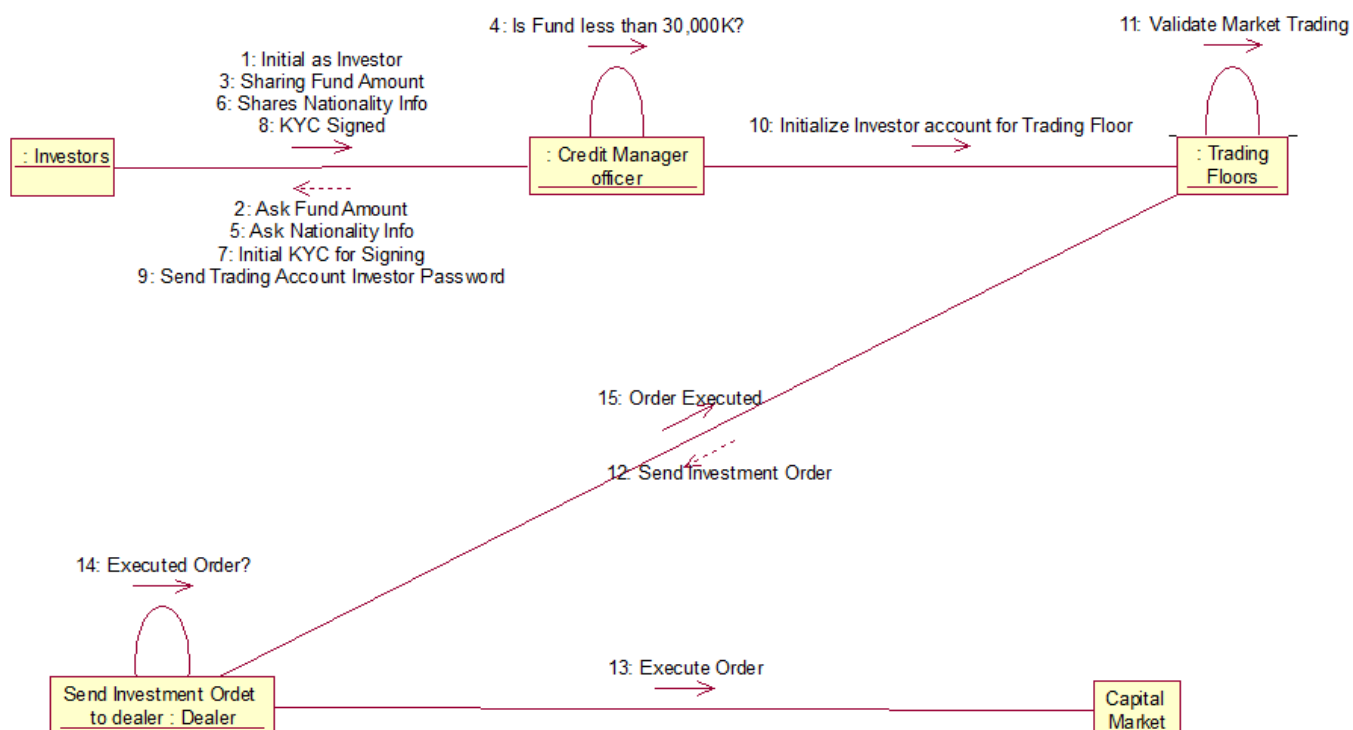 4: Is Fund less than 30,000K?
11: Validate Market Trading
1: Initial as Investor
3: Sharing Fund Amount
6: Shares Nationality Info
8: KYC Signed
10: Initialize Investor account for Trading Floor
: Investors
: Credit Manager
officer
: Trading
Floors
2: Ask Fund Amount
5: Ask Nationality Info
7: Initial KYC for Signing
9: Send Trading Account Investor Password
15: Order Executed
12: Send Investment Order
14: Executed Order?
13: Execute Order
Send Investment Ordet
to dealer : Dealer
Capital
Market